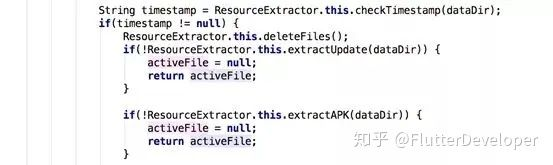 String timestamp = ResourceExtractor.this.checkTimestamp(dataDir);
if(timestamp != null) {
ResourceExtractor.this.deleteFiles();
if(!ResourceExtractor.this.extractUpdate(dataDir)) {
activeFile = null;
return activeFile;
}
if(!ResourceExtractor.this.extractAPK(dataDir)) {
activeFile = null;
return activeFile;
}
知乎 @FlutterDeveloper